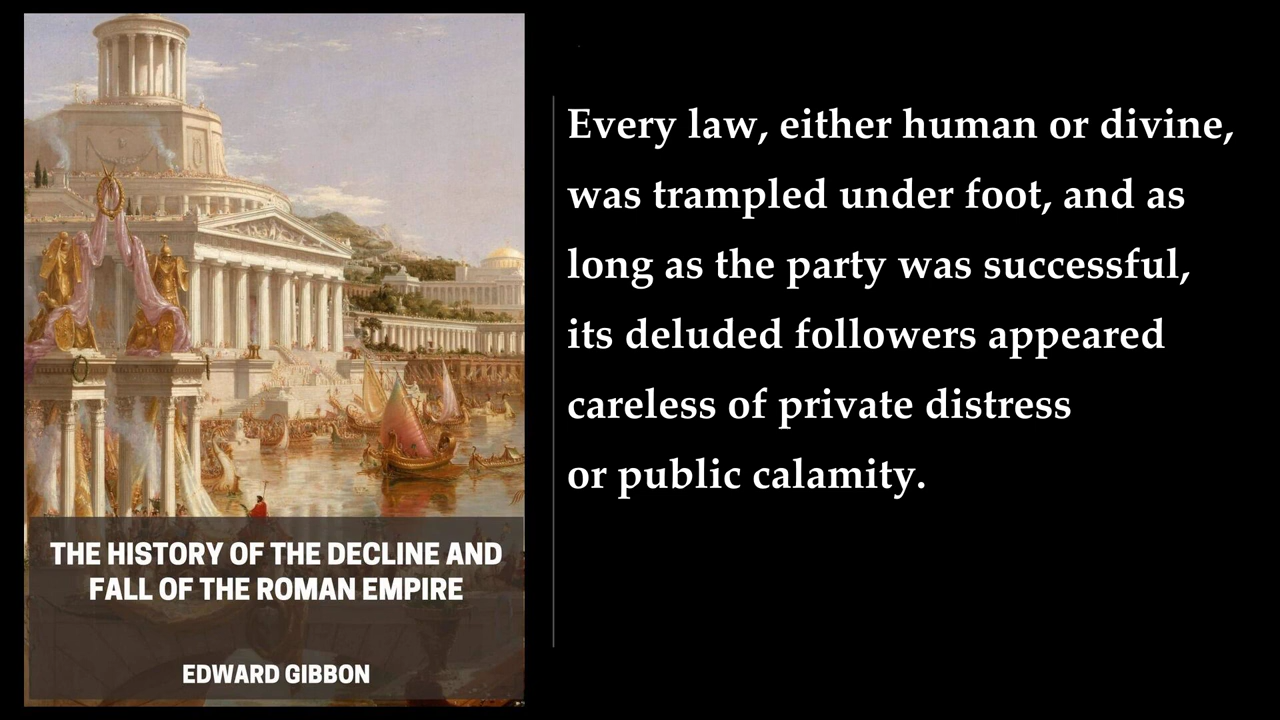 Every law, either human or divine,
was trampled under foot, and as
long as the party was successful,
its deluded followers appeared
careless of private distress
or public calamity.
THE HISTORY OF THE DECLINE AND
FALL OF THE ROMAN EMPIRE
EDWARD GIBBON